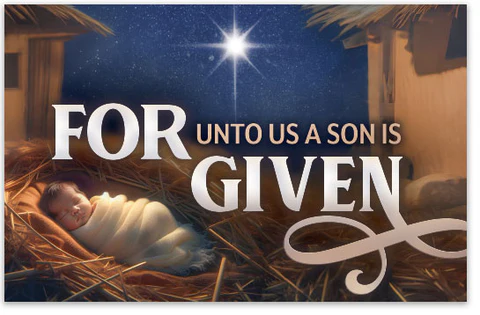 FOR UNTO US A SON IS
GIVEN